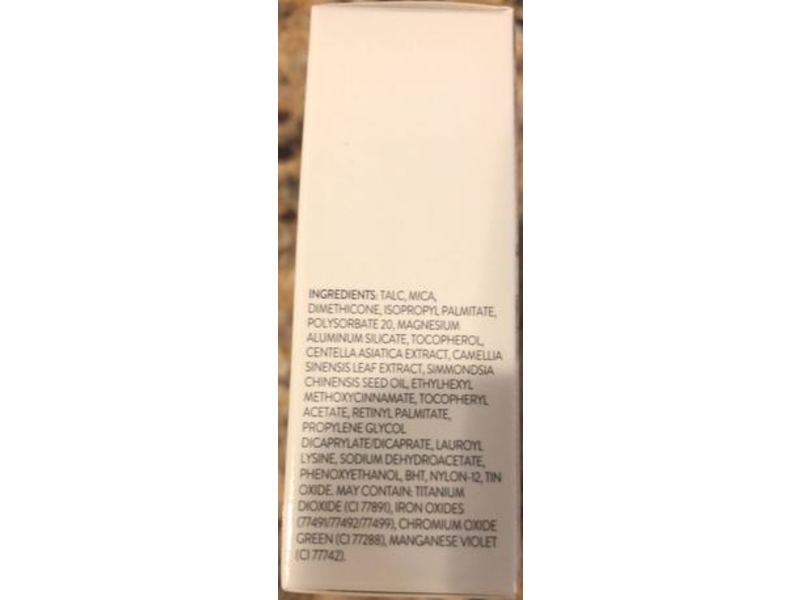 INGREDIENTS: TALC, MICA,
DIMETHICONE, ISOPROPYL PALMITATE,
POLYSORBATE 20, MAGNESIUM
ALUMINUM SILICATE, TOCOPHEROL,
CENTELLA ASIATICA EXTRACT, CAMELLIA
SINENSIS LEAF EXTRACT, SIMMONDSIA
CHINENSIS SEED OIL, ETHYLHEXYL
METHOXYCINNAMATE, TOCOPHERYL
ACETATE, RETINYL PALMITATE,
PROPYLENE GLYCOL
DICAPRYLATE/DICAPRATE, LAUROYL
LYSINE, SODIUM DEHYDROACETATE,
PHENOXYETHANOL, BHT, NYLON-12, TIN
OXIDE. MAY CONTAIN: TITANIUM
DIOXIDE (CI 77891), IRON OXIDES
(77491/77492/77499), CHROMIUM OXIDE
GREEN (CI 77288), MANGANESE VIOLET
(CI 77742).